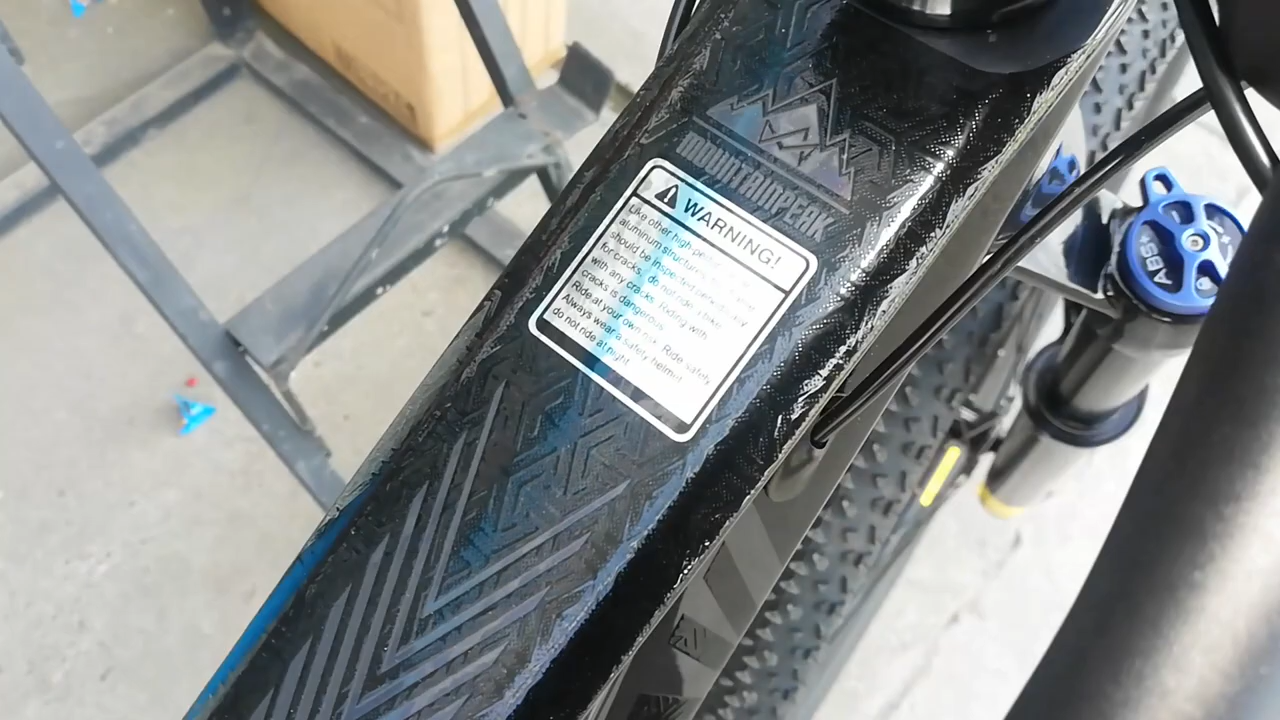 mountainpeak
WARNING!
Like other high
aluminum structures,
should be inspected
for cracks, do not ride a bike
with any cracks, riding with
cracks is dangerous.
Ride at your own risk. Ride safely.
Always wear a safety helmet.
do not ride at night.
ABS+